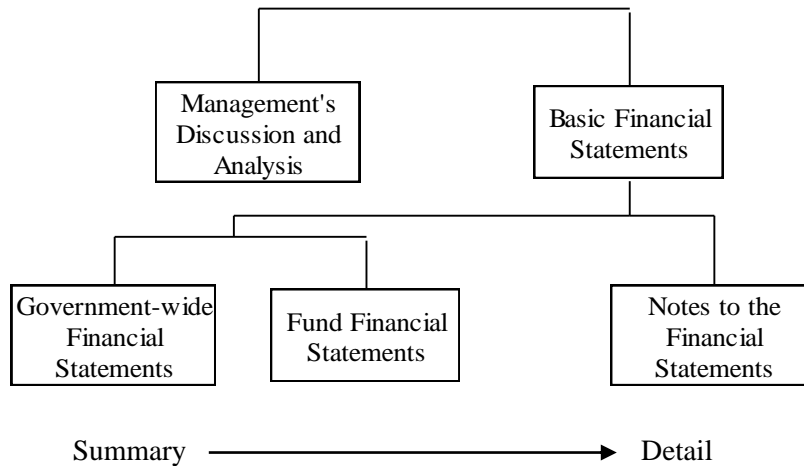 Management's
Discussion and
Analysis
Basic Financial
Statements
Government-wide
Financial
Statements
Fund Financial
Statements
Notes to the
Financial
Statements
Summary
Detail